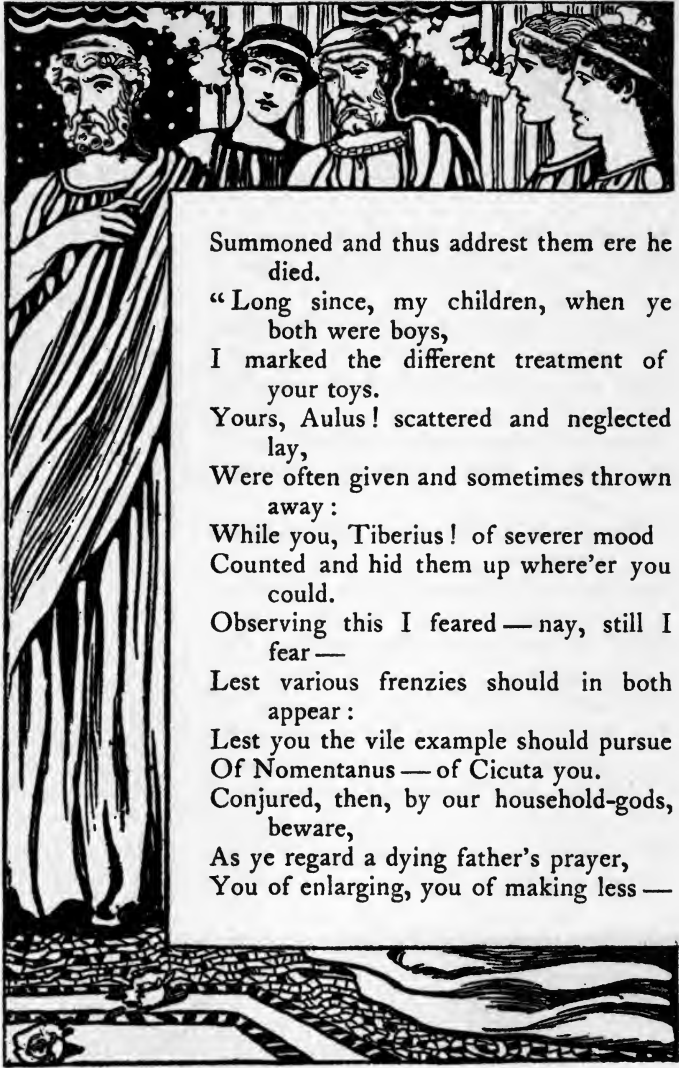 Summoned and thus addrest them ere he
died.
“ Long since, my children, when ye
both were boys,
I marked the different treatment of
your toys.
Yours, Aulus ! scattered and neglected
lay,
Were often given and sometimes thrown
away :
While you, Tiberius ! of severer mood
Counted and hid them up where'er you
could.
Observing this I feared — nay, still I
fear —
Lest various frenzies should in both
appear :
Lest you the vile example should pursue
Of Nomentanus — of Cicuta you.
Conjured, then, by our household-gods,
beware,
As ye regard a dying father's prayer,
You of enlarging, you of making less —